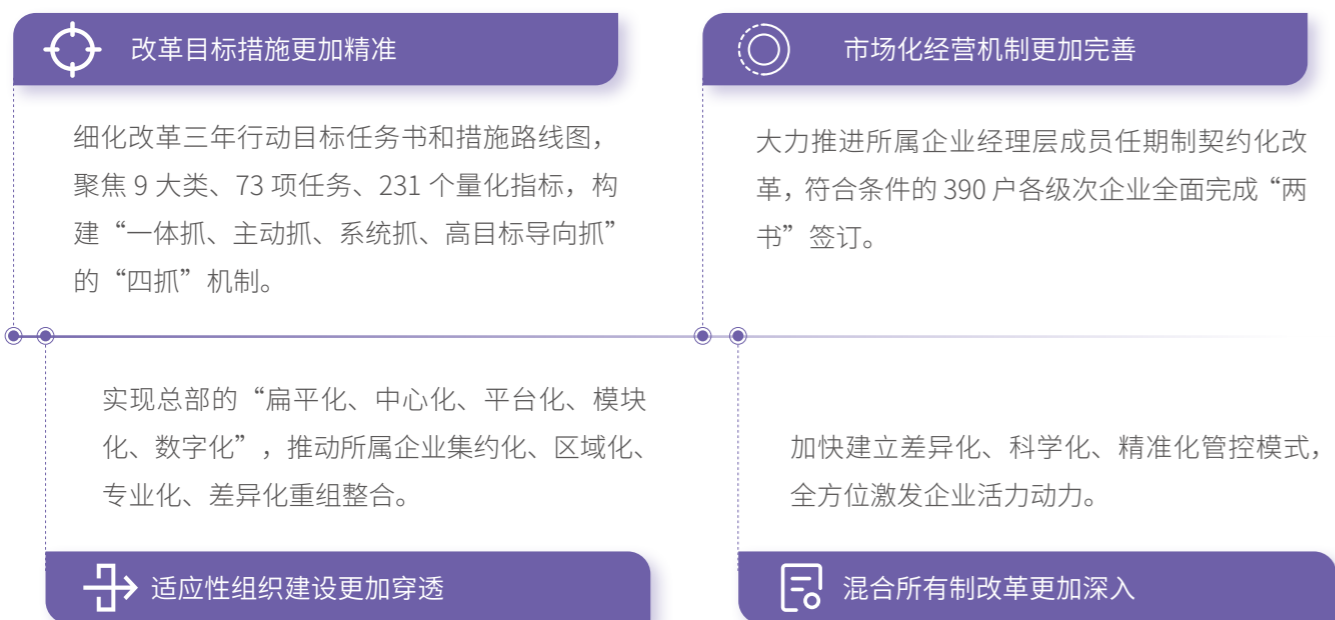 改革目标措施更加精准
细化改革三年行动目标任务书和措施路线图，
聚焦 9 大类、73 项任务、231 个量化指标，构
建“一体抓、主动抓、系统抓、高目标导向抓”
的“四抓”机制。
市场化经营机制更加完善
大力推进所属企业经理层成员任期制契约化改
革，符合条件的 390 户各级次企业全面完成“两
书”签订。
实现总部的“扁平化、中心化、平台化、模块
化、数字化”，推动所属企业集约化、区域化、
专业化、差异化重组整合。
适应性组织建设更加穿透
加快建立差异化、科学化、精准化管控模式，
全方位激发企业活力动力。
混合所有制改革更加深入